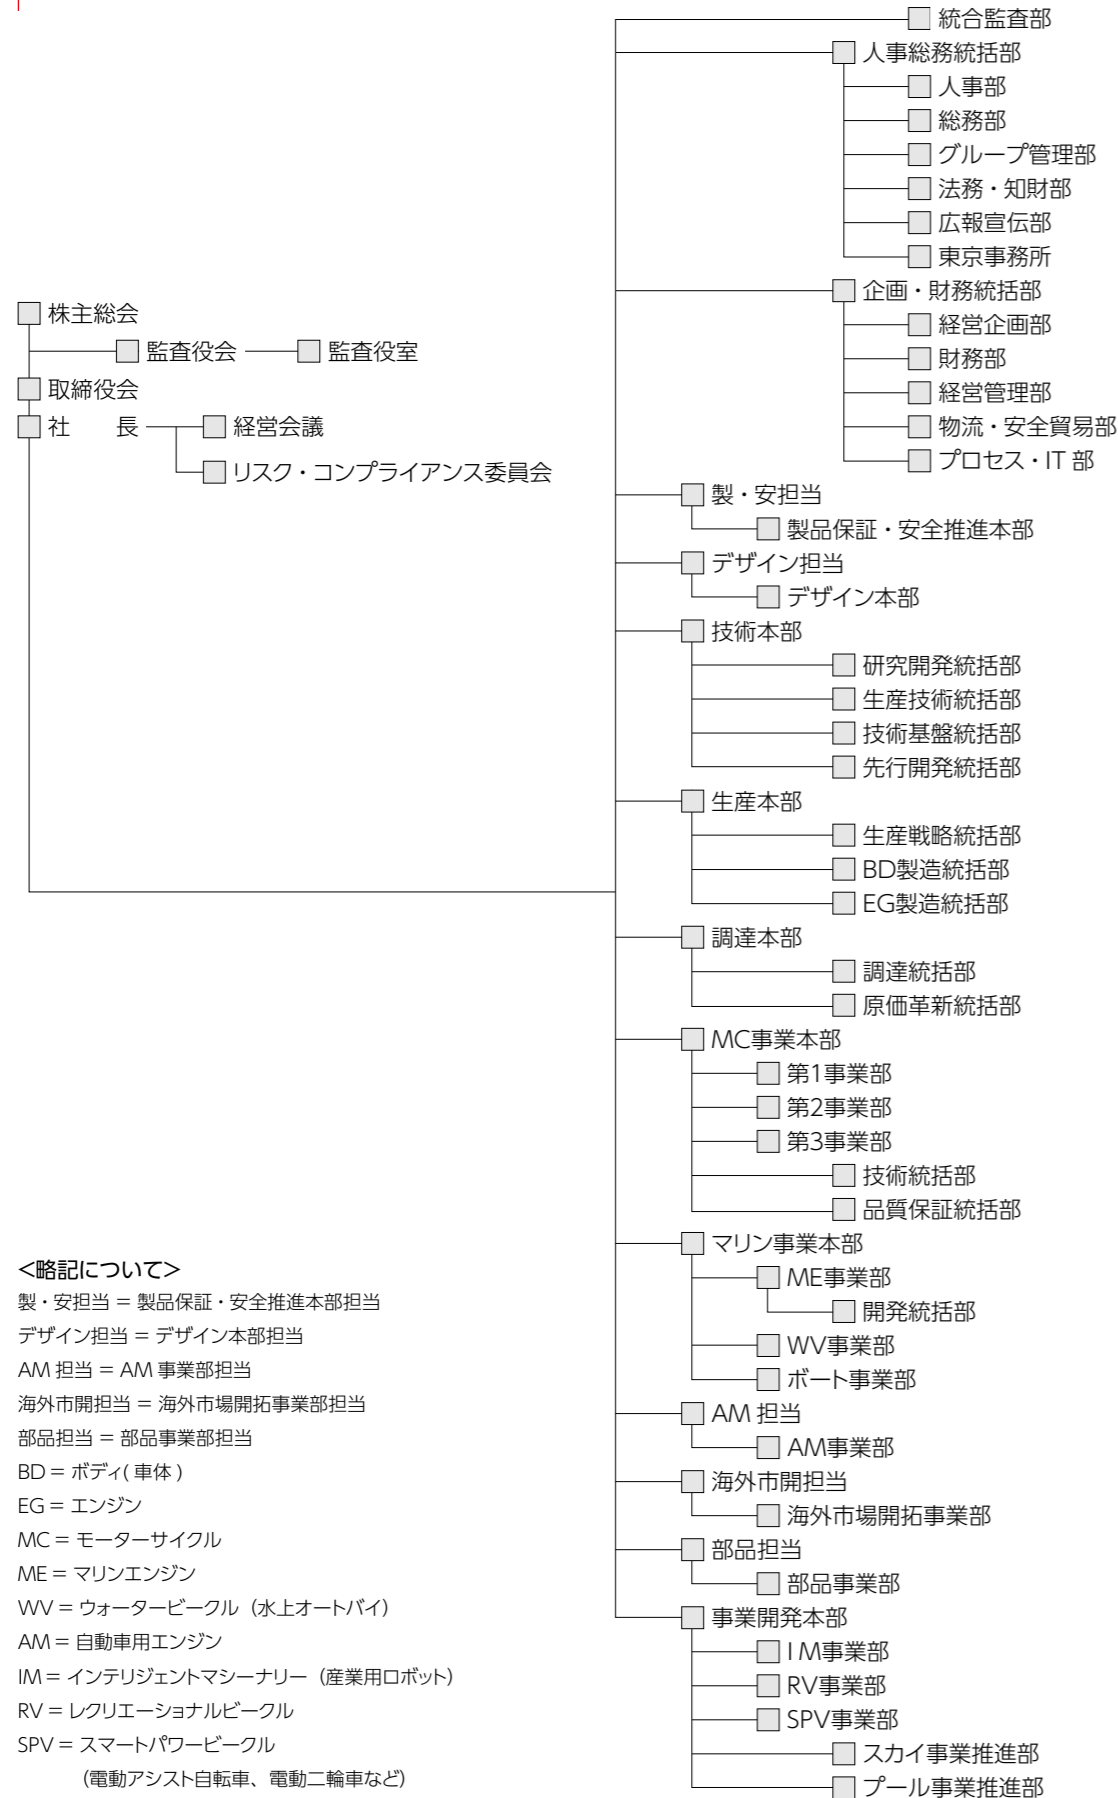 株主総会
監査役会
監査役室
取締役会
社　　長
経営会議
リスク・コンプライアンス委員会
統合監査部
人事総務統括部
人事部
総務部
グループ管理部
法務・知財部
広報宣伝部
東京事務所
企画・財務統括部
経営企画部
財務部
経営管理部
物流・安全貿易部
プロセス・IT 部
製・安担当
製品保証・安全推進本部
デザイン担当
デザイン本部
技術本部
研究開発統括部
生産技術統括部
技術基盤統括部
先行開発統括部
生産本部
生産戦略統括部
BD製造統括部
EG製造統括部
調達本部
調達統括部
原価革新統括部
MC事業本部
第1事業部
第2事業部
第3事業部
技術統括部
品質保証統括部
マリン事業本部
ME事業部
開発統括部
WV事業部
ボート事業部
AM 担当
AM事業部
海外市開担当
海外市場開拓事業部
部品担当
部品事業部
事業開発本部
IM事業部
RV事業部
SPV事業部
スカイ事業推進部
プール事業推進部
<略記について>
製・安担当 = 製品保証・安全推進本部担当
デザイン担当 = デザイン本部担当
AM 担当 = AM 事業部担当
海外市開担当 = 海外市場開拓事業部担当
部品担当 = 部品事業部担当
BD = ボディ( 車体 )
EG = エンジン
MC = モーターサイクル
ME = マリンエンジン
WV = ウォータービークル（水上オートバイ）
AM = 自動車用エンジン
IM = インテリジェントマシーナリー（産業用ロボット）
RV = レクリエーショナルビークル
SPV = スマートパワービークル
（電動アシスト自転車、電動二輪車など）